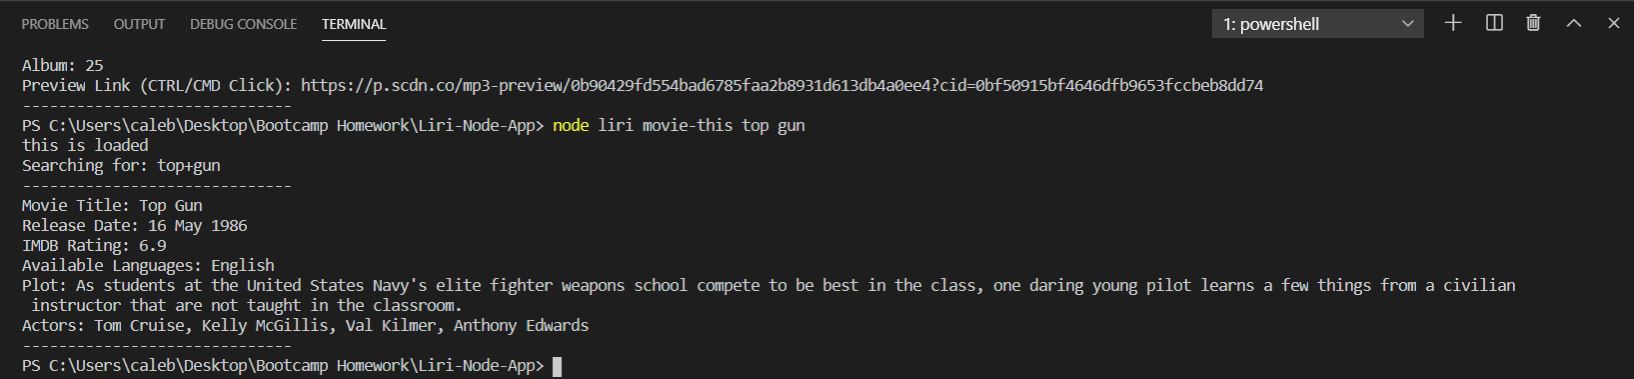 PROBLEMS OUTPUT DEBUG CONSOLE TERMINAL 1: powershell
Album: 25
Preview Link (CTRL/CMD Click): https://p.scdn.co/mp3-preview/0b90429fd554bad6785faa2b8931d613db4a0ee4?cid=0bf50915bf4646dfb9653fccbeb8dd74
------------------------------
PS C:\Users\caleb\Desktop\Bootcamp Homework\Liri-Node-App> node liri movie-this top gun
this is loaded
Searching for: top+gun
------------------------------
Movie Title: Top Gun
Release Date: 16 May 1986
IMDB Rating: 6.9
Available Languages: English
Plot: As students at the United States Navy's elite fighter weapons school compete to be best in the class, one daring young pilot learns a few things from a civilian
instructor that are not taught in the classroom.
Actors: Tom Cruise, Kelly McGillis, Val Kilmer, Anthony Edwards
------------------------------
PS C:\Users\caleb\Desktop\Bootcamp Homework\Liri-Node-App>